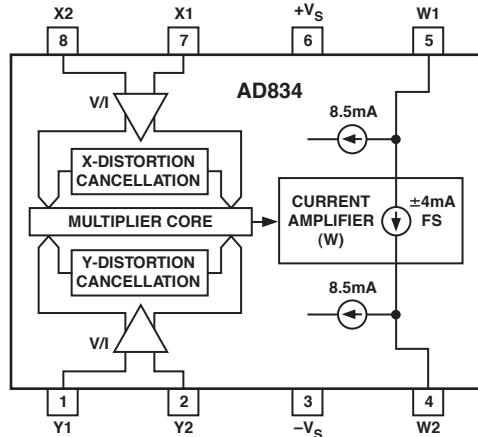 X2 X1 +VS W1
8 7 6 5
AD834
V/I
8.5mA
X-DISTORTION
CANCELLATION
MULTIPLIER CORE
CURRENT
AMPLIFIER
(W)
±4mA
FS
Y-DISTORTION
CANCELLATION
8.5mA
V/I
1 2 3 4
Y1 Y2 –VS W2